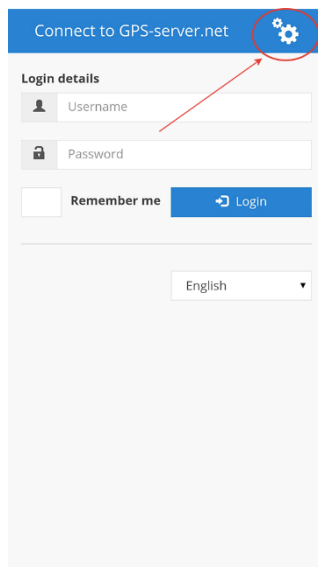 Connect to GPS-server.net
Login details
Username
Password
Remember me
Login
English